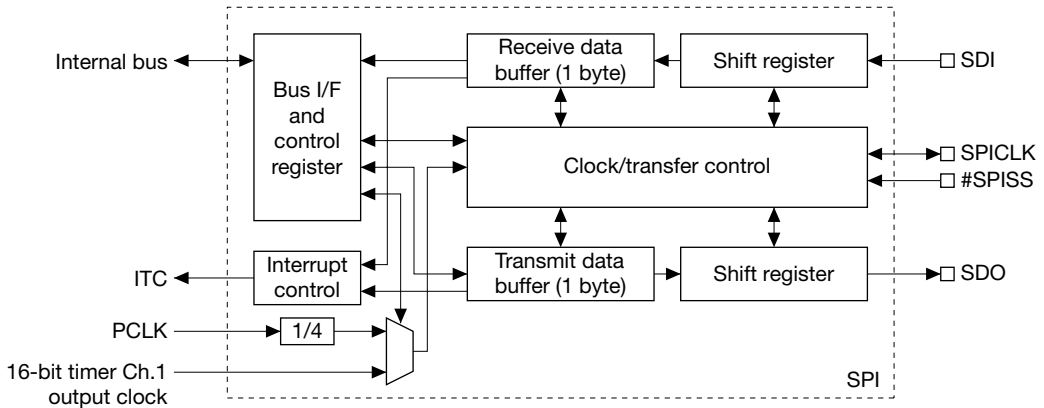 Internal bus
Bus I/F
and
control
register
Receive data
buffer (1 byte)
Shift register
SDI
Clock/transfer control
SPICLK
#SPISS
ITC
Interrupt
control
Transmit data
buffer (1 byte)
Shift register
SDO
PCLK
1/4
16-bit timer Ch.1
output clock
SPI